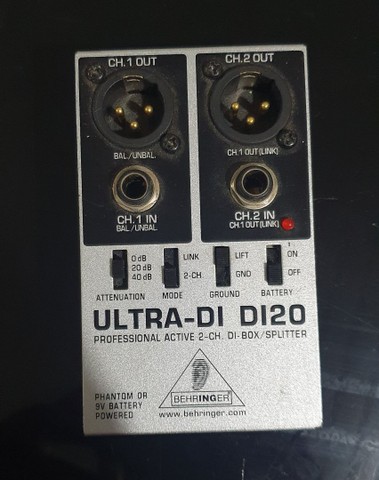 CH.1 OUT
CH.2 OUT
BAL./UNBAL.
CH.1 OUT (LINK)
CH.1 IN
BAL./UNBAL.
CH.2 IN
CH.1 OUT (LINK)
0 dB
20 dB
40 dB
LINK
2-CH.
LIFT
GND
ON
OFF
ATTENUATION
MODE
GROUND
BATTERY
ULTRA-DI DI20
PROFESSIONAL ACTIVE 2-CH. DI-BOX/SPLITTER
PHANTOM OR
9V BATTERY
POWERED
BEHRINGER
www.behringer.com